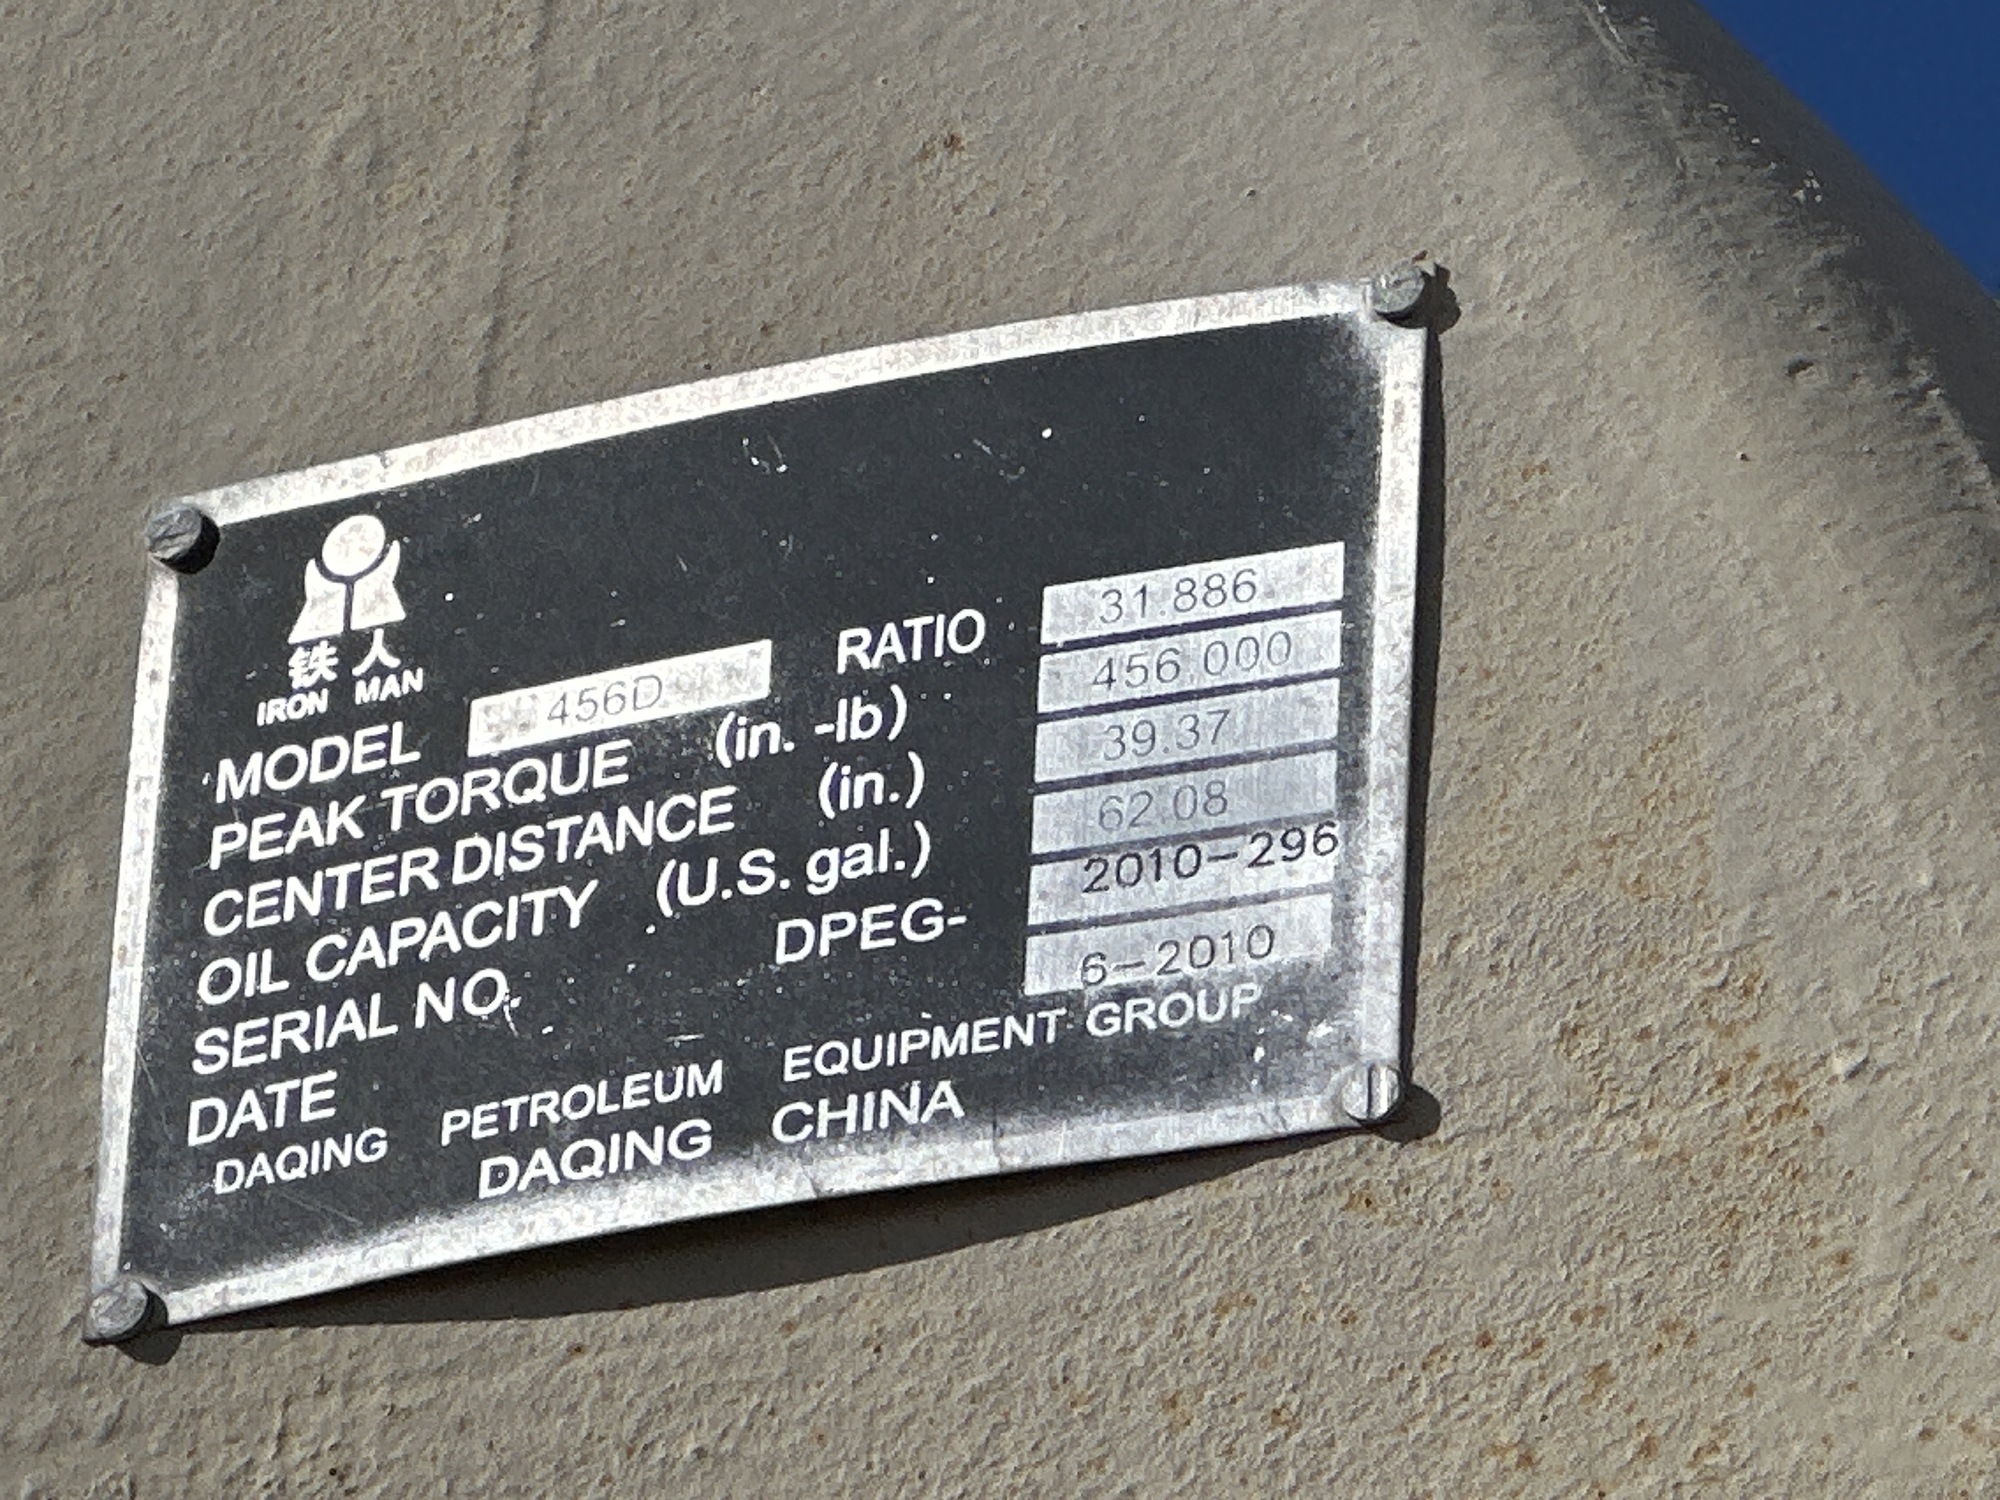 铁人
IRON MAN
MODEL 456D RATIO 31.886
PEAK TORQUE (in. -lb) 456.000
CENTER DISTANCE (in.) 39.37
OIL CAPACITY (U.S. gal.) 62.08
SERIAL NO. DPEG- 2010-296
DATE 6-2010
DAQING PETROLEUM EQUIPMENT GROUP
DAQING CHINA